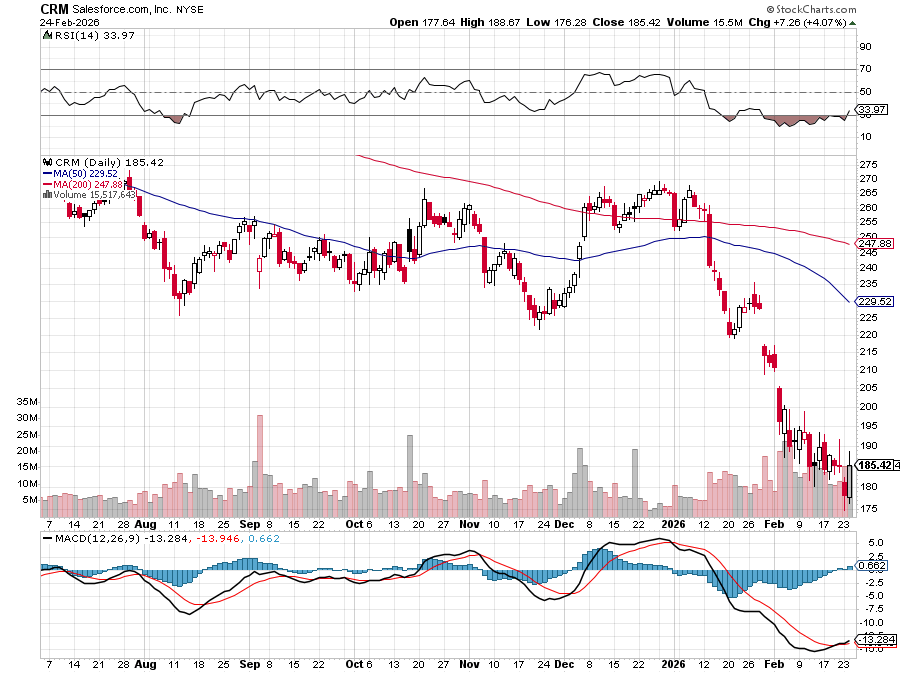 CRM Salesforce.com, Inc. NYSE
© StockCharts.com
24-Feb-2026
Open 177.64 High 188.67 Low 176.28 Close 185.42 Volume 15.5M Chg +7.26 (+4.07%)
RSI(14) 33.97
90
70
50
33.97
30
10
CRM (Daily) 185.42
MA(50) 229.52
MA(200) 247.88
Volume 15,517,643
275
270
265
260
255
250
247.88
245
240
235
229.52
225
220
215
210
205
200
195
190
185.42
180
175
35M
30M
25M
20M
15M
10M
5M
7 14 21 28 Aug 11 18 25 Sep 8 15 22 Oct 6 13 20 27 Nov 10 17 24 Dec 8 15 22 2026 12 20 26 Feb 9 17 23
MACD(12,26,9) -13.284, -13.946, 0.662
5.0
2.5
0.662
-2.5
-5.0
-7.5
-10.0
-13.284
-15.0
7 14 21 28 Aug 11 18 25 Sep 8 15 22 Oct 6 13 20 27 Nov 10 17 24 Dec 8 15 22 2026 12 20 26 Feb 9 17 23